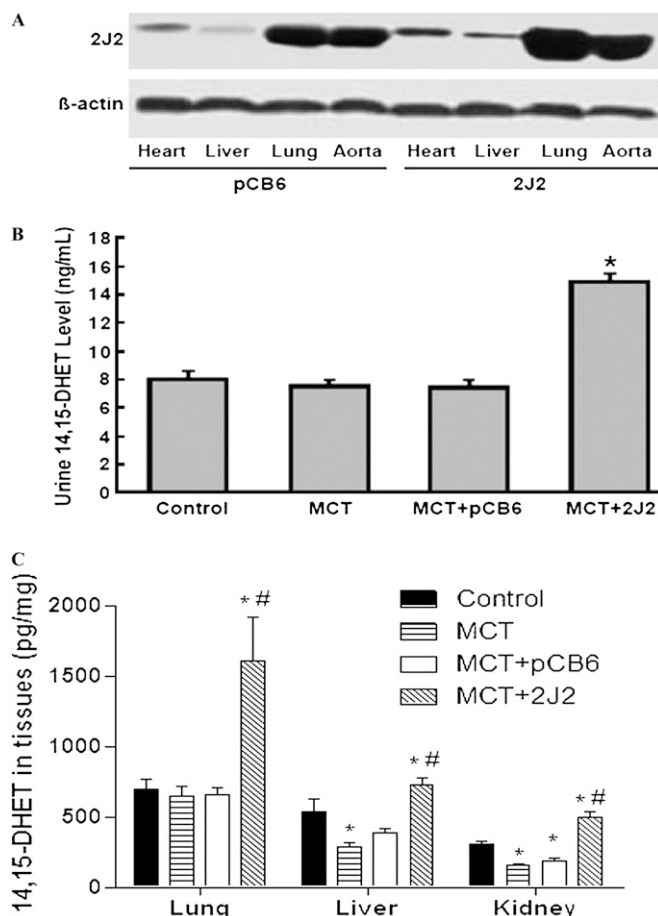 A
2J2
ß-actin
Heart Liver Lung Aorta Heart Liver Lung Aorta
pCB6 2J2
B
Urine 14,15-DHET Level (ng/mL)
18
16
14
12
10
8
6
4
2
0
*
Control MCT MCT+pCB6 MCT+2J2
C
14,15-DHET in tissues (pg/mg)
2000
1500
1000
500
0
Control
MCT
MCT+pCB6
MCT+2J2
* #
* * #
* * * #
Lung Liver Kidney